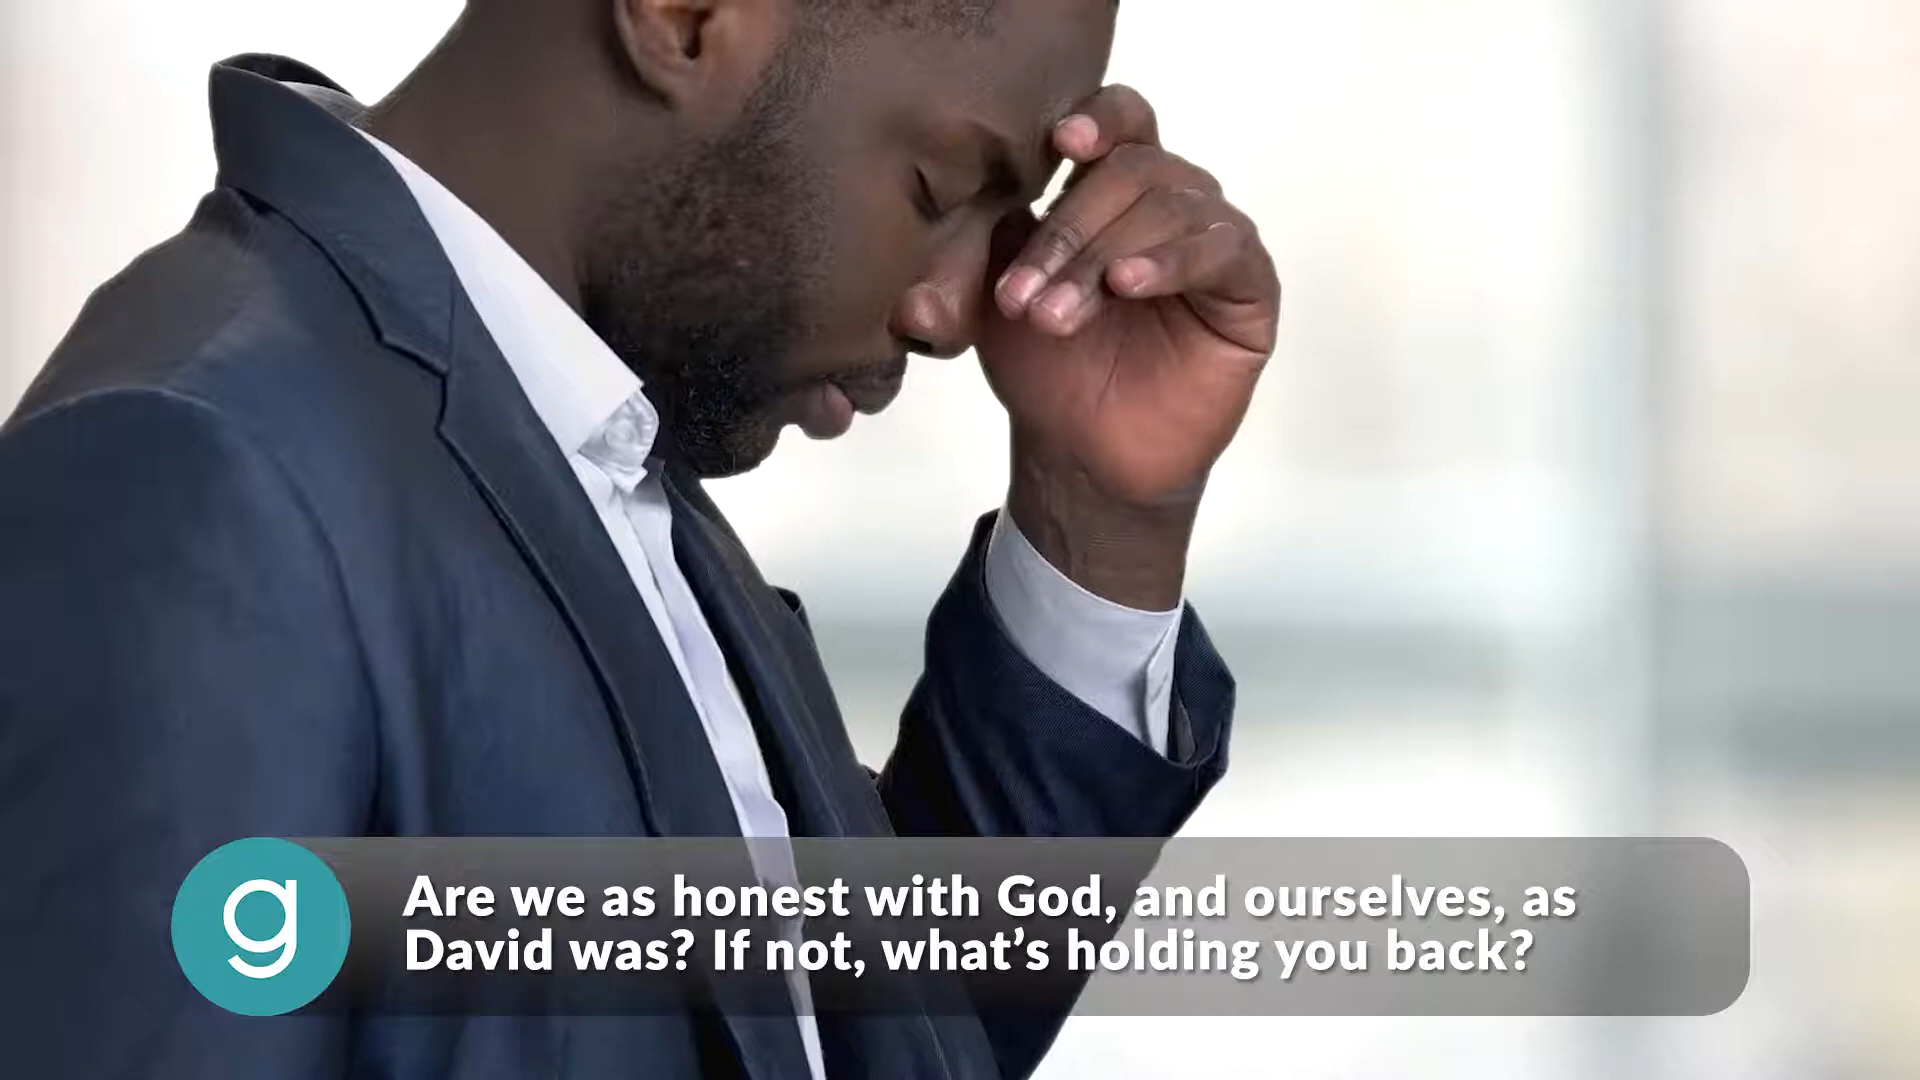 g
Are we as honest with God, and ourselves, as
David was? If not, what's holding you back?